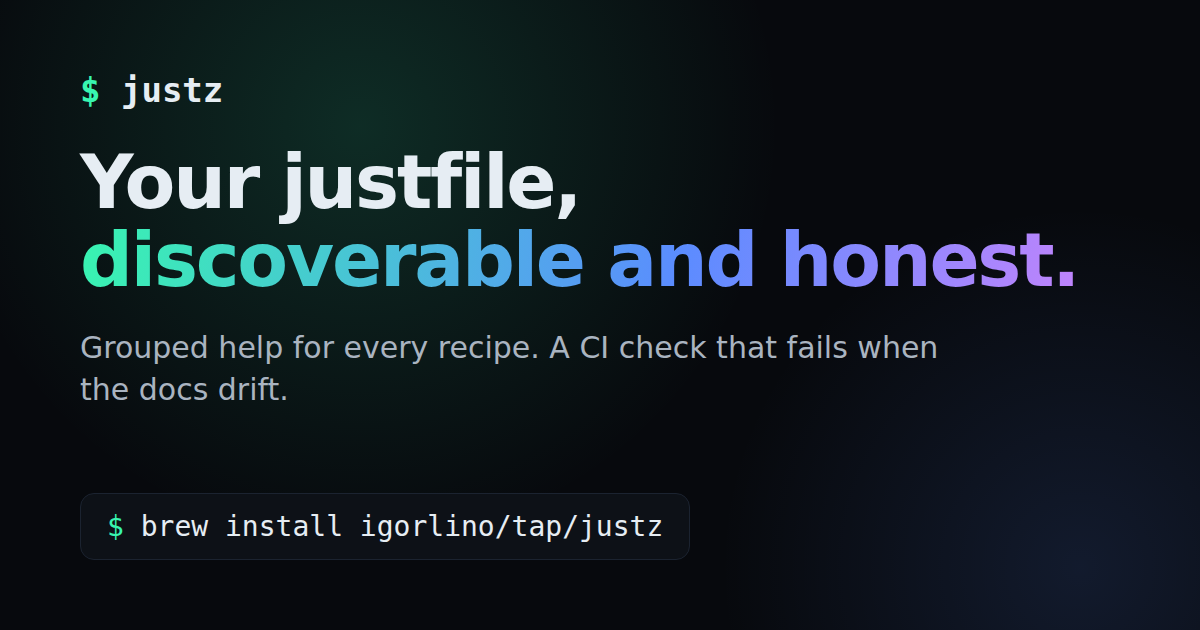 $ justz
Your justfile,
discoverable and honest.
Grouped help for every recipe. A CI check that fails when
the docs drift.
$ brew install igorlino/tap/justz